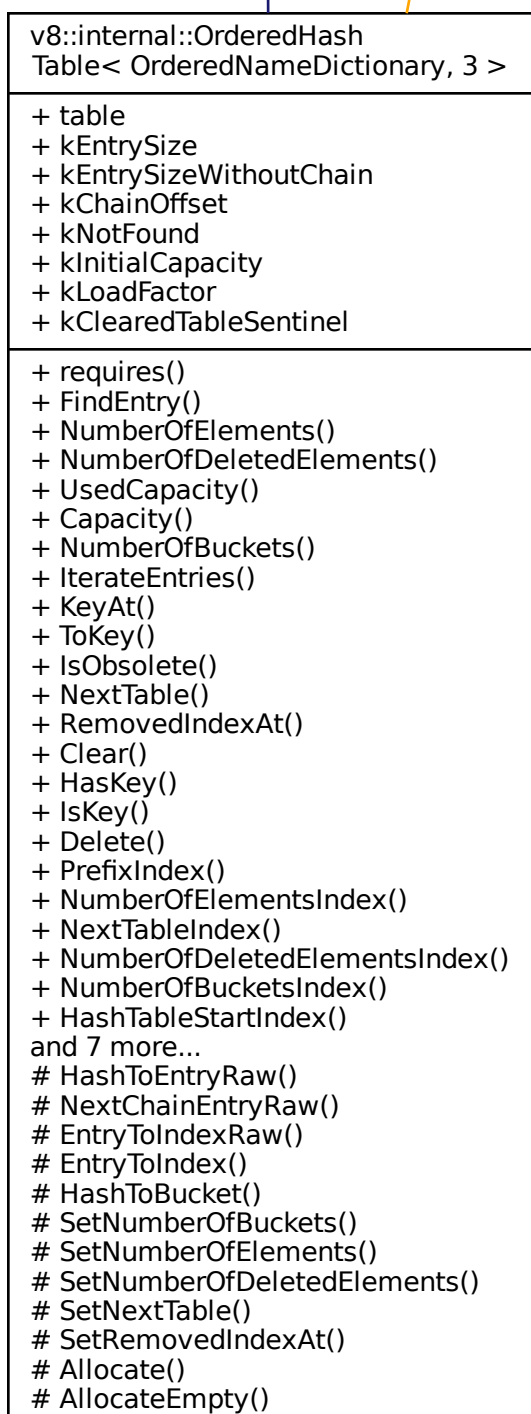 v8::internal::OrderedHash
Table< OrderedNameDictionary, 3 >
+ table
+ kEntrySize
+ kEntrySizeWithoutChain
+ kChainOffset
+ kNotFound
+ kInitialCapacity
+ kLoadFactor
+ kClearedTableSentinel
+ requires()
+ FindEntry()
+ NumberOfElements()
+ NumberOfDeletedElements()
+ UsedCapacity()
+ Capacity()
+ NumberOfBuckets()
+ IterateEntries()
+ KeyAt()
+ ToKey()
+ IsObsolete()
+ NextTable()
+ RemovedIndexAt()
+ Clear()
+ HasKey()
+ IsKey()
+ Delete()
+ PrefixIndex()
+ NumberOfElementsIndex()
+ NextTableIndex()
+ NumberOfDeletedElementsIndex()
+ NumberOfBucketsIndex()
+ HashTableStartIndex()
and 7 more...
# HashToEntryRaw()
# NextChainEntryRaw()
# EntryToIndexRaw()
# EntryToIndex()
# HashToBucket()
# SetNumberOfBuckets()
# SetNumberOfElements()
# SetNumberOfDeletedElements()
# SetNextTable()
# SetRemovedIndexAt()
# Allocate()
# AllocateEmpty()